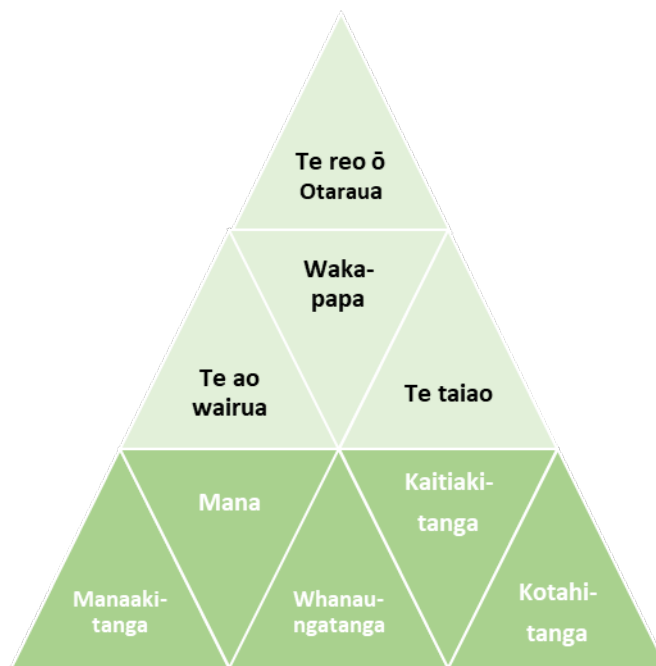 Te reo ō
Otaraua
Waka-
papa
Te ao
wairua
Te taiao
Mana
Kaitiaki-
tanga
Manaaki-
tanga
Whanau-
ngatanga
Kotahi-
tanga